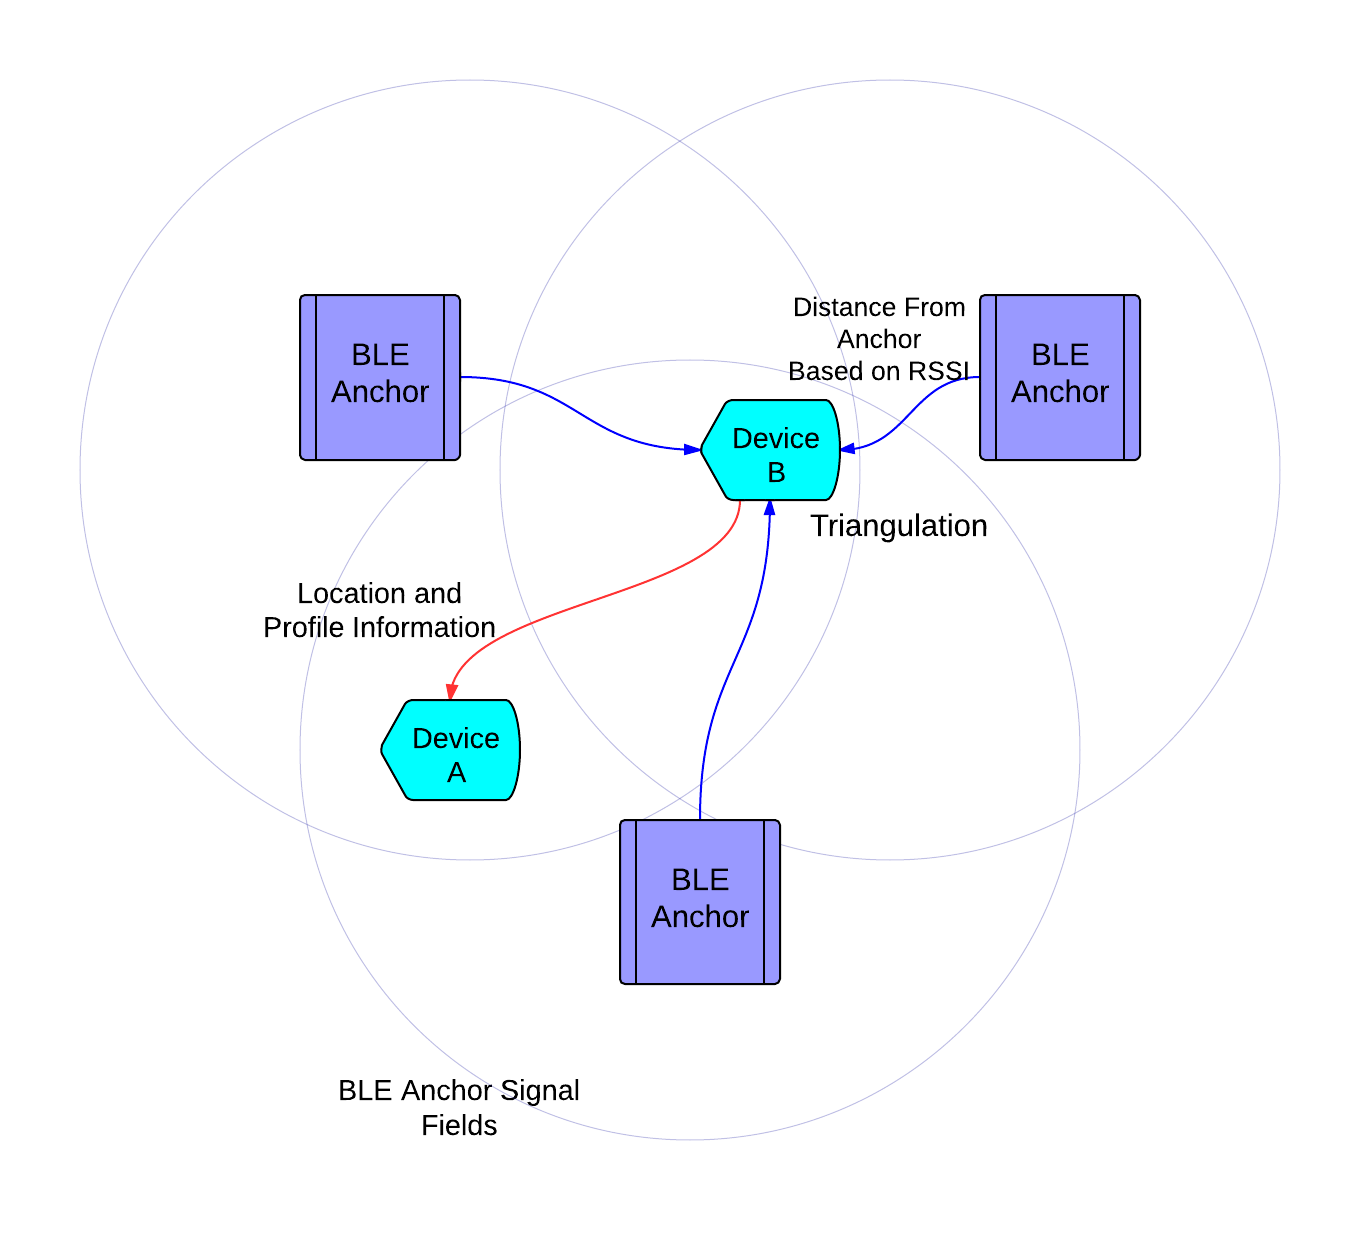 Distance From
Anchor
Based on RSSI
BLE
Anchor
BLE
Anchor
Device
B
Triangulation
Location and
Profile Information
Device
A
BLE
Anchor
BLE Anchor Signal
Fields